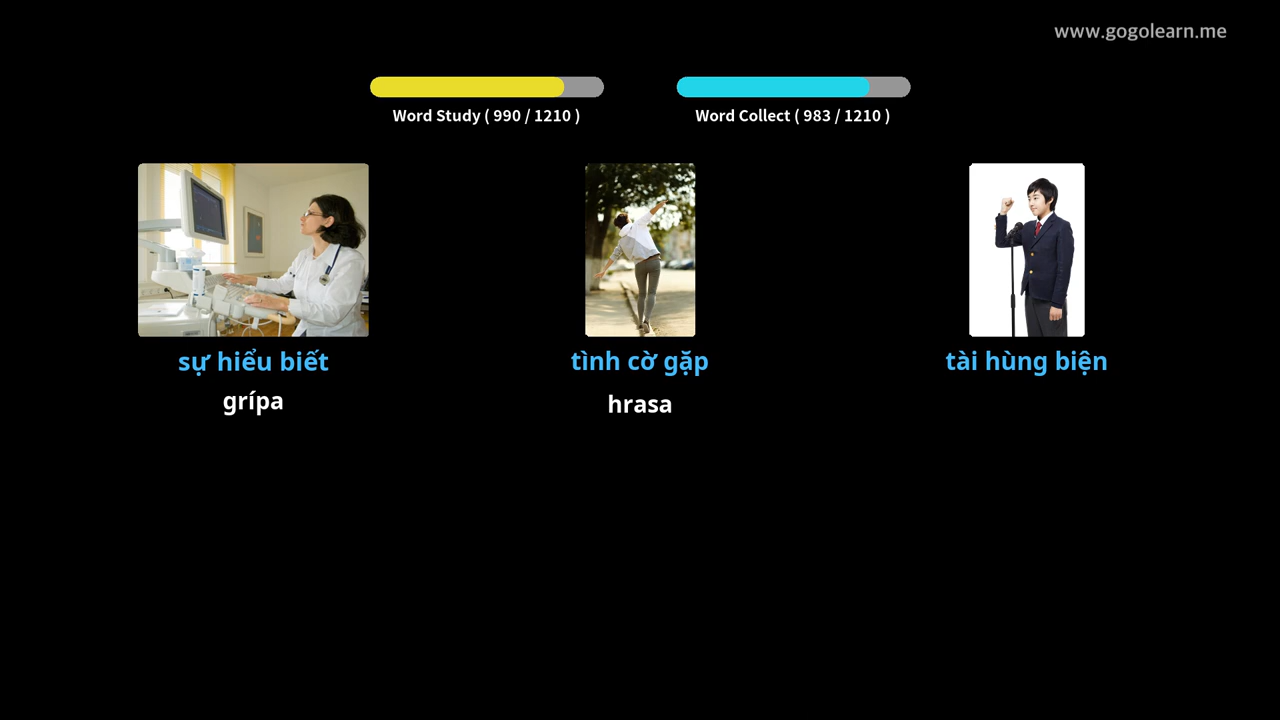 www.gogolearn.me
Word Study ( 990 / 1210 )
Word Collect ( 983 / 1210 )
sự hiểu biết
tình cờ gặp
tài hùng biện
grípa
hrasa